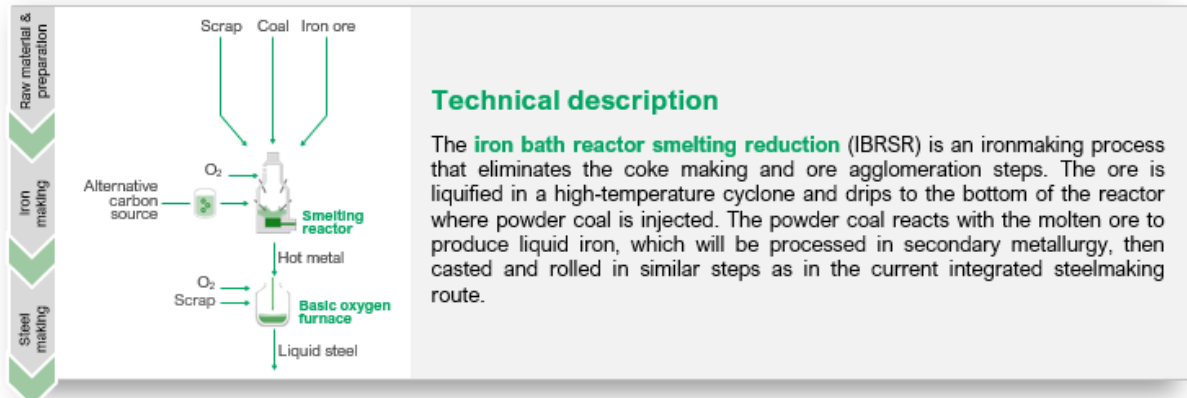 Raw material &
preparation
Iron
making
Steel
making
Scrap Coal Iron ore
O₂
Alternative
carbon
source
Smelting
reactor
Hot metal
O₂
Scrap
Basic oxygen
furnace
Liquid steel
Technical description
The iron bath reactor smelting reduction (IBRSR) is an ironmaking process
that eliminates the coke making and ore agglomeration steps. The ore is
liquified in a high-temperature cyclone and drips to the bottom of the reactor
where powder coal is injected. The powder coal reacts with the molten ore to
produce liquid iron, which will be processed in secondary metallurgy, then
casted and rolled in similar steps as in the current integrated steelmaking
route.